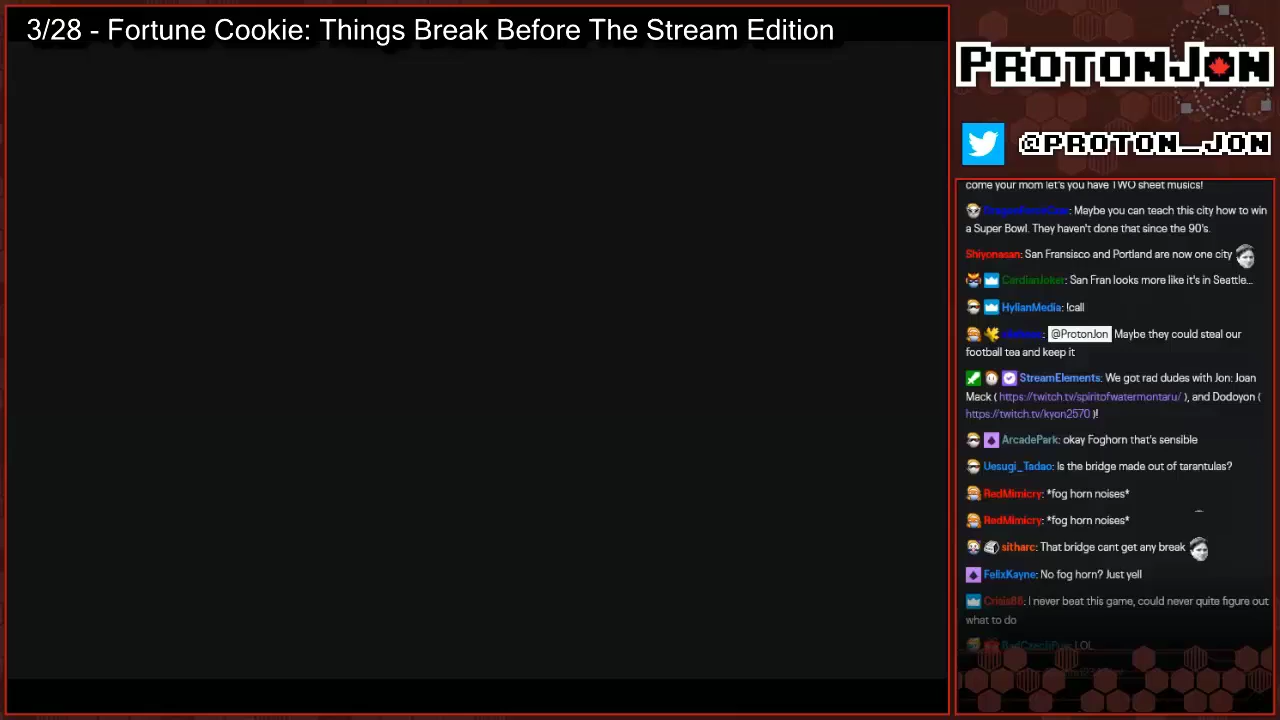 3/28 - Fortune Cookie: Things Break Before The Stream Edition
PROTONJON
@PROTON_JON
come your mom let's you have TWO sheet musics!
: Maybe you can teach this city how to win
a Super Bowl. They haven't done that since the 90's.
Shiyonasan: San Fransisco and Portland are now one city
CardianJoker: San Fran looks more like it's in Seattle...
HylianMedia: !call
: @ProtonJon Maybe they could steal our
football tea and keep it
StreamElements: We got rad dudes with Jon: Joan
Mack ( https://twitch.tv/spiritofwatermontaru/ ), and Dodoyon (
https://twitch.tv/kyon2570 )!
ArcadePark: okay Foghorn that's sensible
Uesugi_Tadao: Is the bridge made out of tarantulas?
RedMimicry: *fog horn noises*
RedMimicry: *fog horn noises*
sitharc: That bridge cant get any break
FelixKayne: No fog horn? Just yell
Crisis86: I never beat this game, could never quite figure out
what to do
: LOL